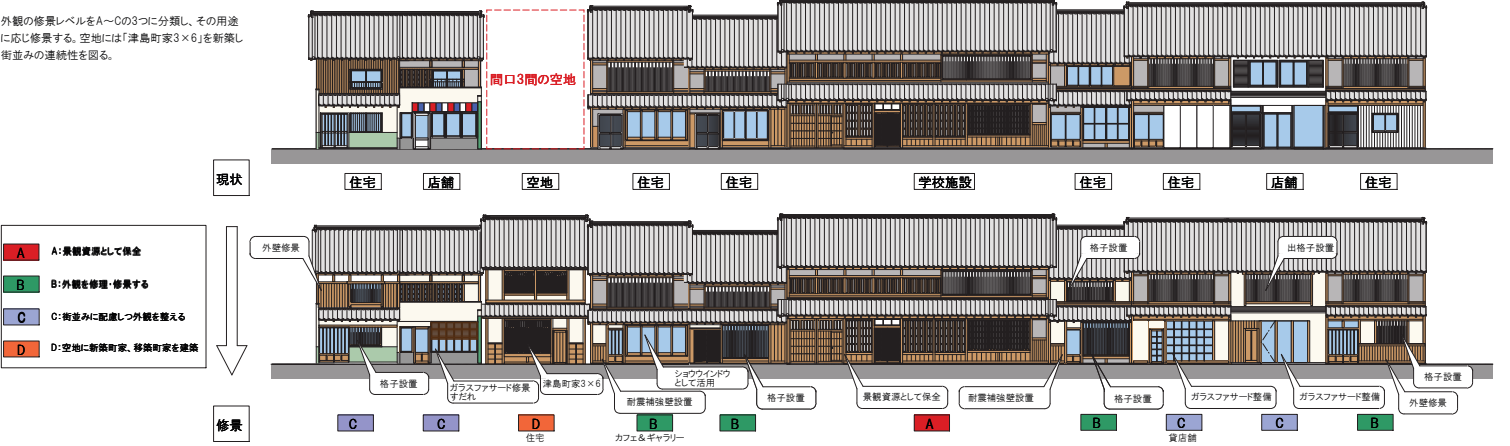 外観の修景レベルをA～Cの3つに分類し、その用途
に応じ修景する。空地には「津島町家3×6」を新築し
街並みの連続性を図る。
間口3間の空地
現状
住宅
店舗
空地
住宅
住宅
学校施設
住宅
住宅
店舗
住宅
A
A:景観資源として保全
B
B:外観を修理・修景する
C
C:街並みに配慮しつつ外観を整える
D
D:空地に新築町家、移築町家を建築
外壁修景
格子設置
出格子設置
格子設置
ガラスファサード修景
すだれ
津島町家3×6
耐震補強壁設置
ショウウインドウ
として活用
格子設置
景観資源として保全
耐震補強壁設置
格子設置
ガラスファサード整備
ガラスファサード整備
格子設置
外壁修景
修景
C
C
D
住宅
B
カフェ&ギャラリー
B
A
B
C
貸店舗
C
B